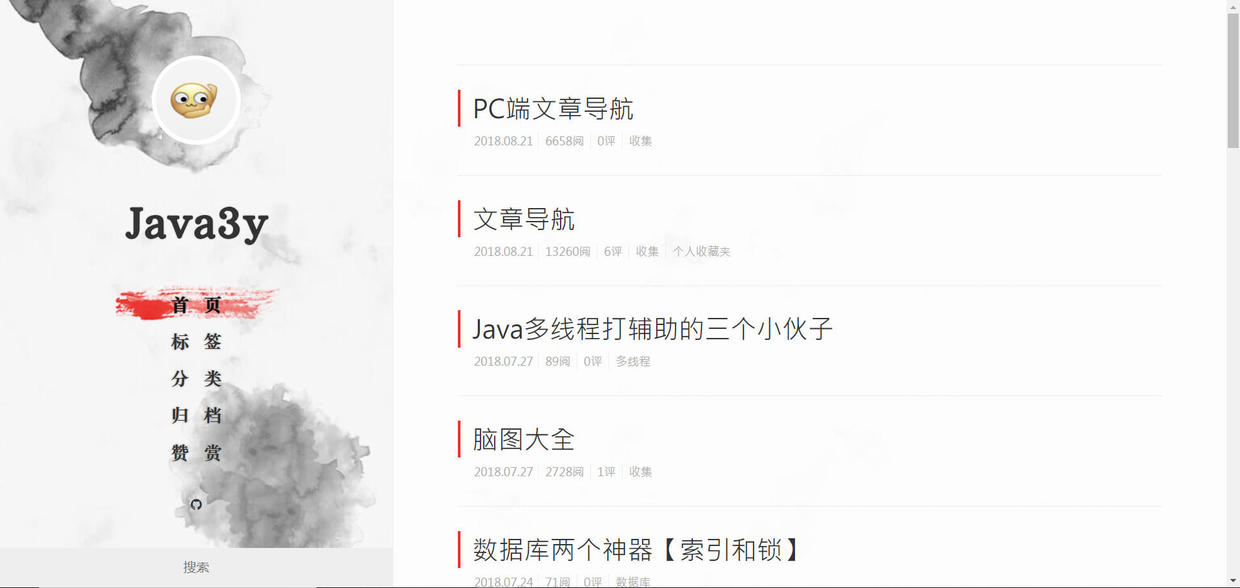 Java3y
首页
标签
分类
归档
赞赏
搜索
PC端文章导航
2018.08.21 6658阅 0评 收集
文章导航
2018.08.21 13260阅 6评 收集 个人收藏夹
Java多线程打辅助的三个小伙子
2018.07.27 89阅 0评 多线程
脑图大全
2018.07.27 2728阅 1评 收集
数据库两个神器【索引和锁】
2018.07.24 71阅 0评 数据库